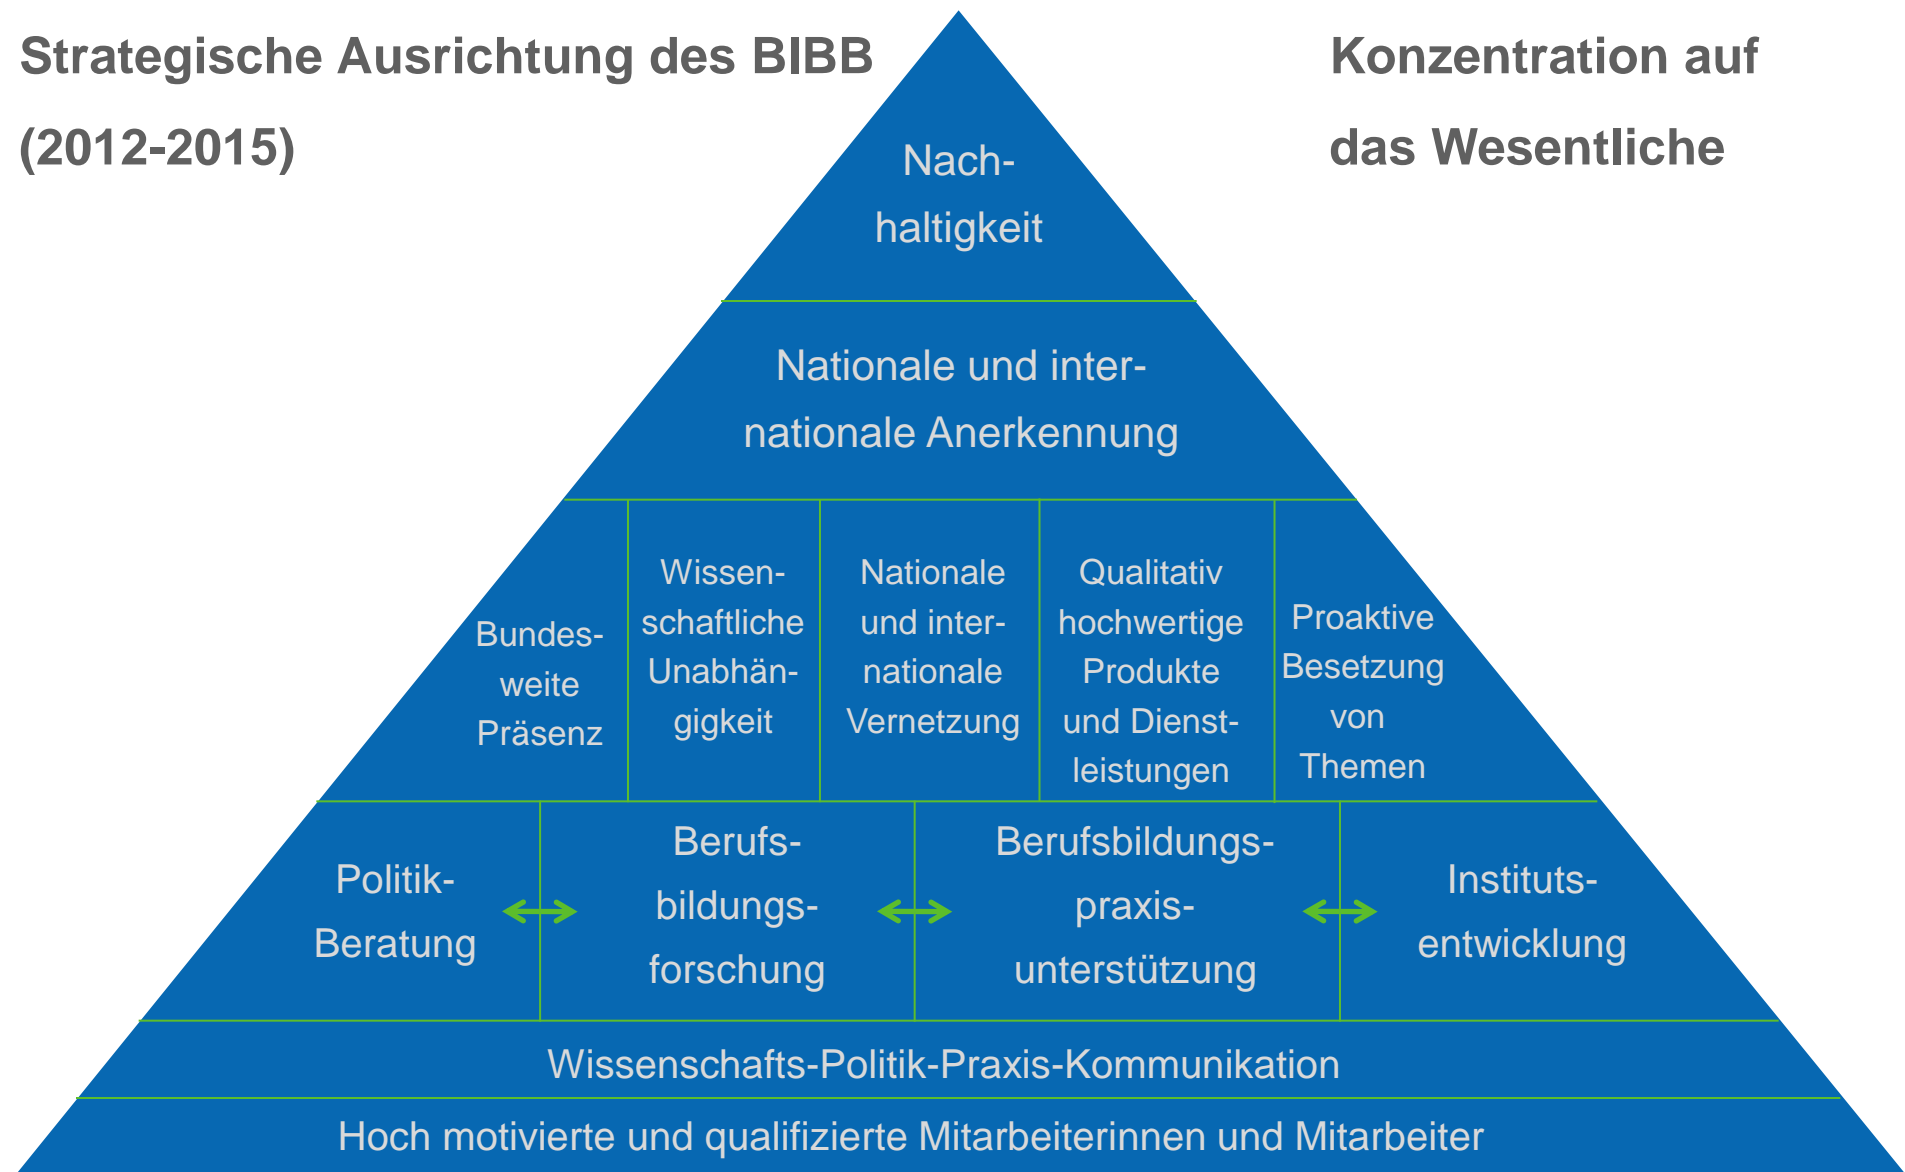 Strategische Ausrichtung des BIBB
(2012-2015)
Konzentration auf
das Wesentliche
Nach-
haltigkeit
Nationale und inter-
nationale Anerkennung
Bundes-
weite
Präsenz
Wissen-
schaftliche
Unabhän-
gigkeit
Nationale
und inter-
nationale
Vernetzung
Qualitativ
hochwertige
Produkte
und Dienst-
leistungen
Proaktive
Besetzung
von
Themen
Politik-
Beratung
Berufs-
bildungs-
forschung
Berufsbildungs-
praxis-
unterstützung
Instituts-
entwicklung
Wissenschafts-Politik-Praxis-Kommunikation
Hoch motivierte und qualifizierte Mitarbeiterinnen und Mitarbeiter